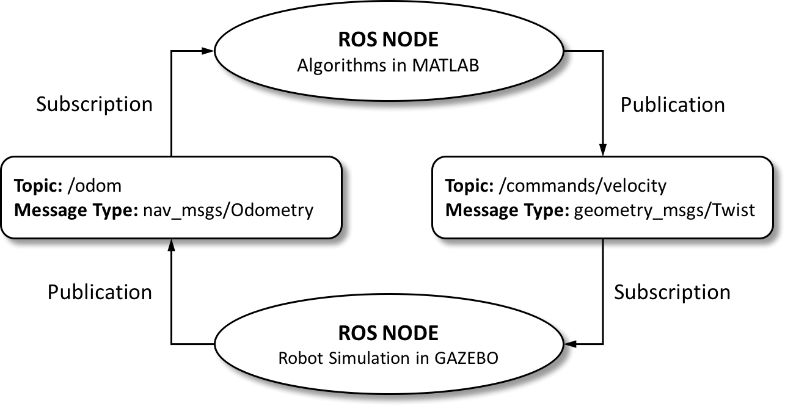 ROS NODE
Algorithms in MATLAB
Subscription
Publication
Topic: /odom
Message Type: nav_msgs/Odometry
Topic: /commands/velocity
Message Type: geometry_msgs/Twist
Publication
Subscription
ROS NODE
Robot Simulation in GAZEBO